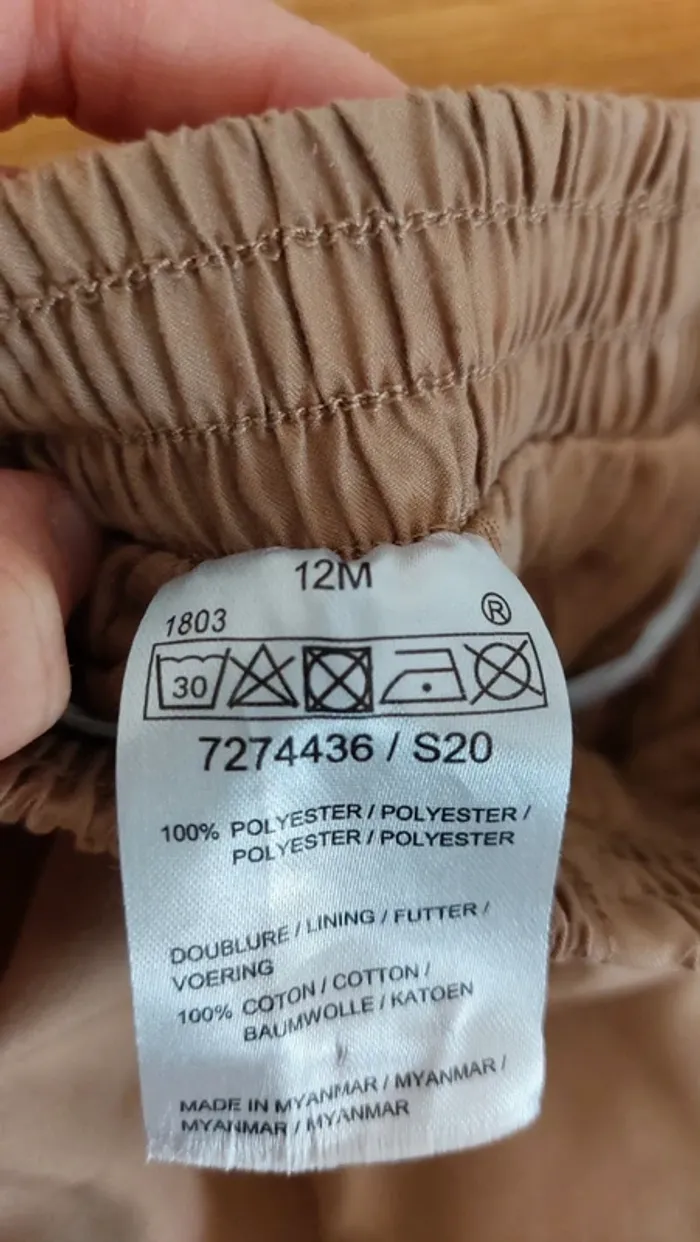 12M
1803 ®
30
7274436 / S20
100% POLYESTER / POLYESTER /
POLYESTER / POLYESTER
DOUBLURE / LINING / FUTTER /
VOERING
100% COTON / COTTON /
BAUMWOLLE / KATOEN
MADE IN MYANMAR / MYANMAR /
MYANMAR / MYANMAR